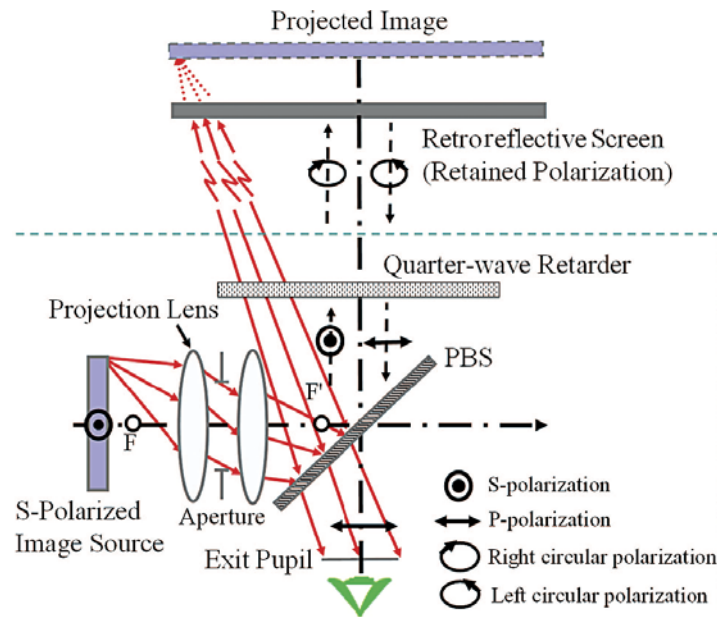 Projected Image
Retroreflective Screen
(Retained Polarization)
Quarter-wave Retarder
Projection Lens
PBS
F'
F
S-Polarized
Image Source
Aperture
Exit Pupil
S-polarization
P-polarization
Right circular polarization
Left circular polarization